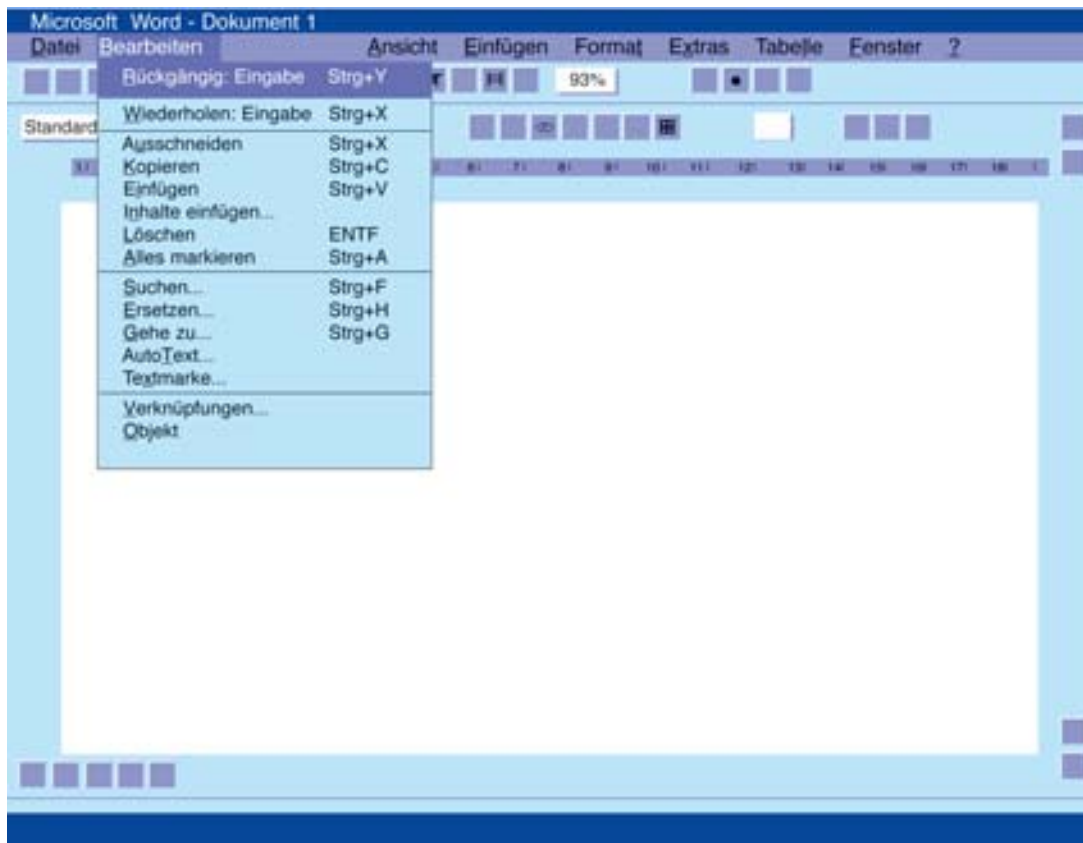 Microsoft Word - Dokument 1
Datei Bearbeiten Ansicht Einfügen Format Extras Tabelle Fenster ?
Rückgängig: Eingabe Strg+Y
93%
Wiederholen: Eingabe Strg+X
Standard
Ausschneiden Strg+X
Kopieren Strg+C
Einfügen Strg+V
Inhalte einfügen...
Löschen ENTF
Alles markieren Strg+A
Suchen... Strg+F
Ersetzen... Strg+H
Gehe zu... Strg+G
AutoText...
Textmarke...
Verknüpfungen...
Objekt